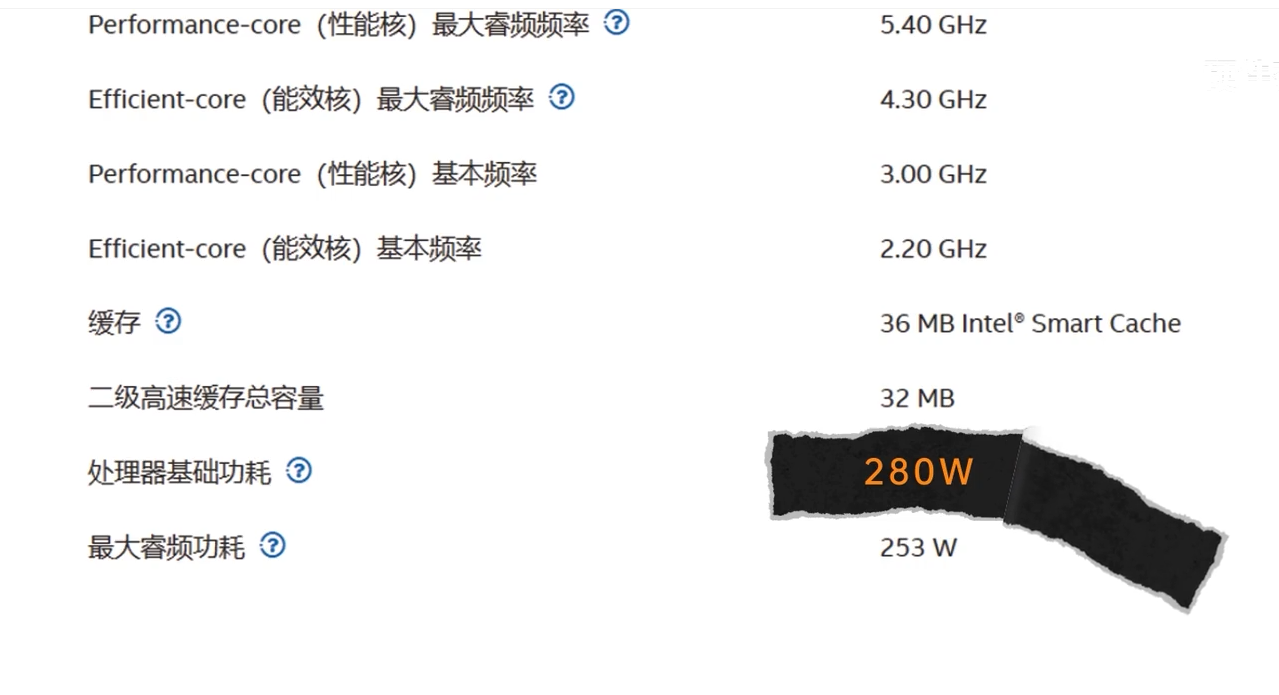 Performance-core（性能核）最大睿频频率 ? 5.40 GHz
Efficient-core（能效核）最大睿频频率 ? 4.30 GHz
Performance-core（性能核）基本频率 3.00 GHz
Efficient-core（能效核）基本频率 2.20 GHz
缓存 ? 36 MB Intel® Smart Cache
二级高速缓存总容量 32 MB
处理器基础功耗 ? 280W
最大睿频功耗 ? 253 W